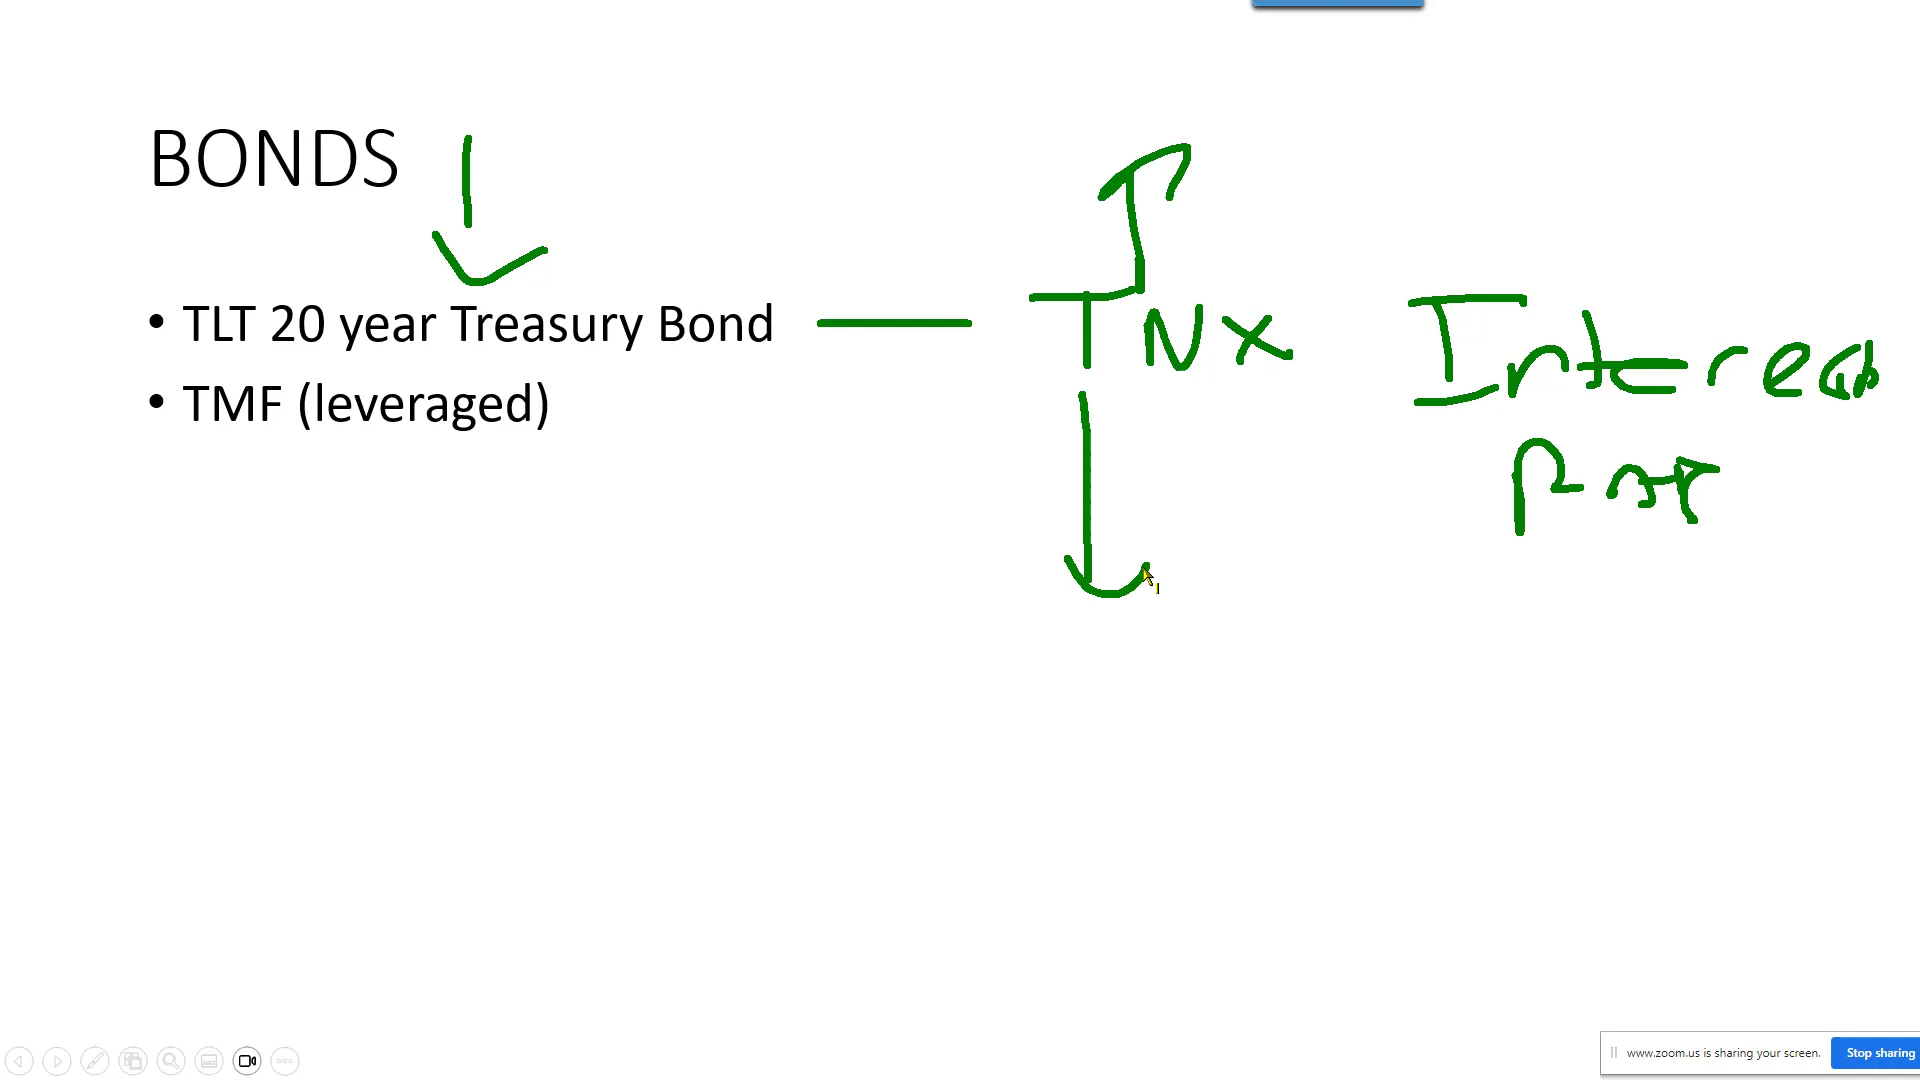 BONDS
• TLT 20 year Treasury Bond
TNX
Interest
• TMF (leveraged)
www.zoom.us is sharing your screen.
Stop sharing